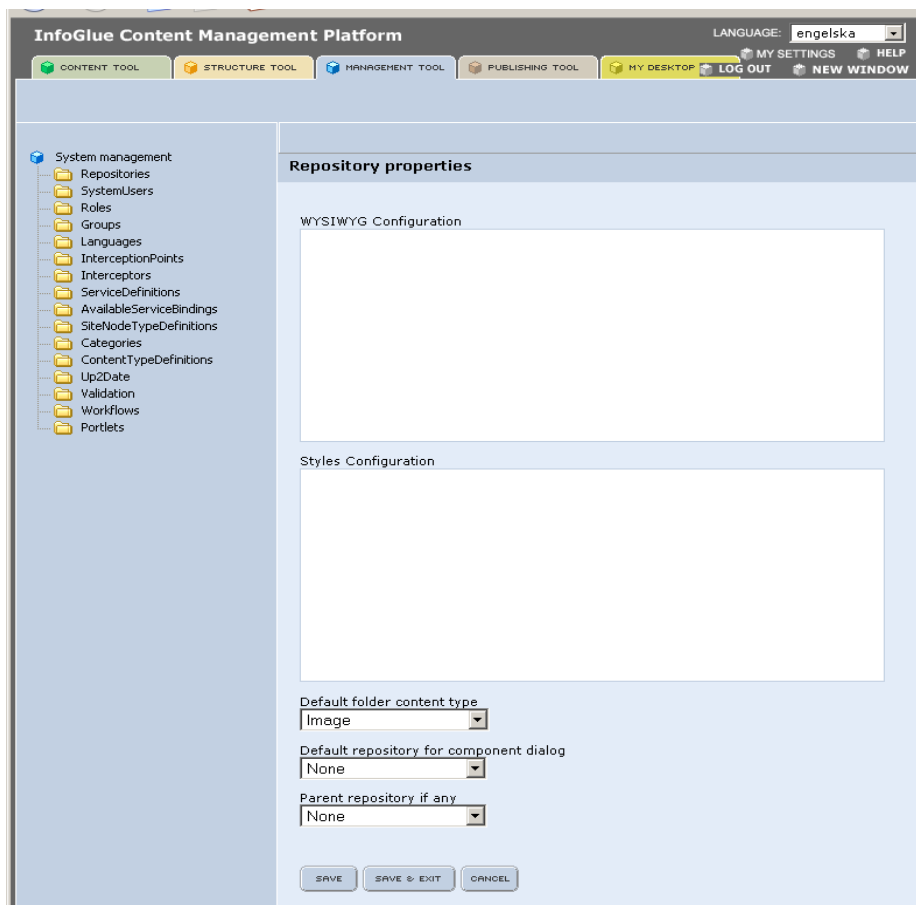 InfoGlue Content Management Platform
LANGUAGE: engelska
MY SETTINGS HELP
CONTENT TOOL STRUCTURE TOOL MANAGEMENT TOOL PUBLISHING TOOL MY DESKTOP LOG OUT NEW WINDOW
System management
Repositories
SystemUsers
Roles
Groups
Languages
InterceptionPoints
Interceptors
ServiceDefinitions
AvailableServiceBindings
SiteNodeTypeDefinitions
Categories
ContentTypeDefinitions
Up2Date
Validation
Workflows
Portlets
Repository properties
WYSIWYG Configuration
Styles Configuration
Default folder content type
Image
Default repository for component dialog
None
Parent repository if any
None
SAVE SAVE & EXIT CANCEL